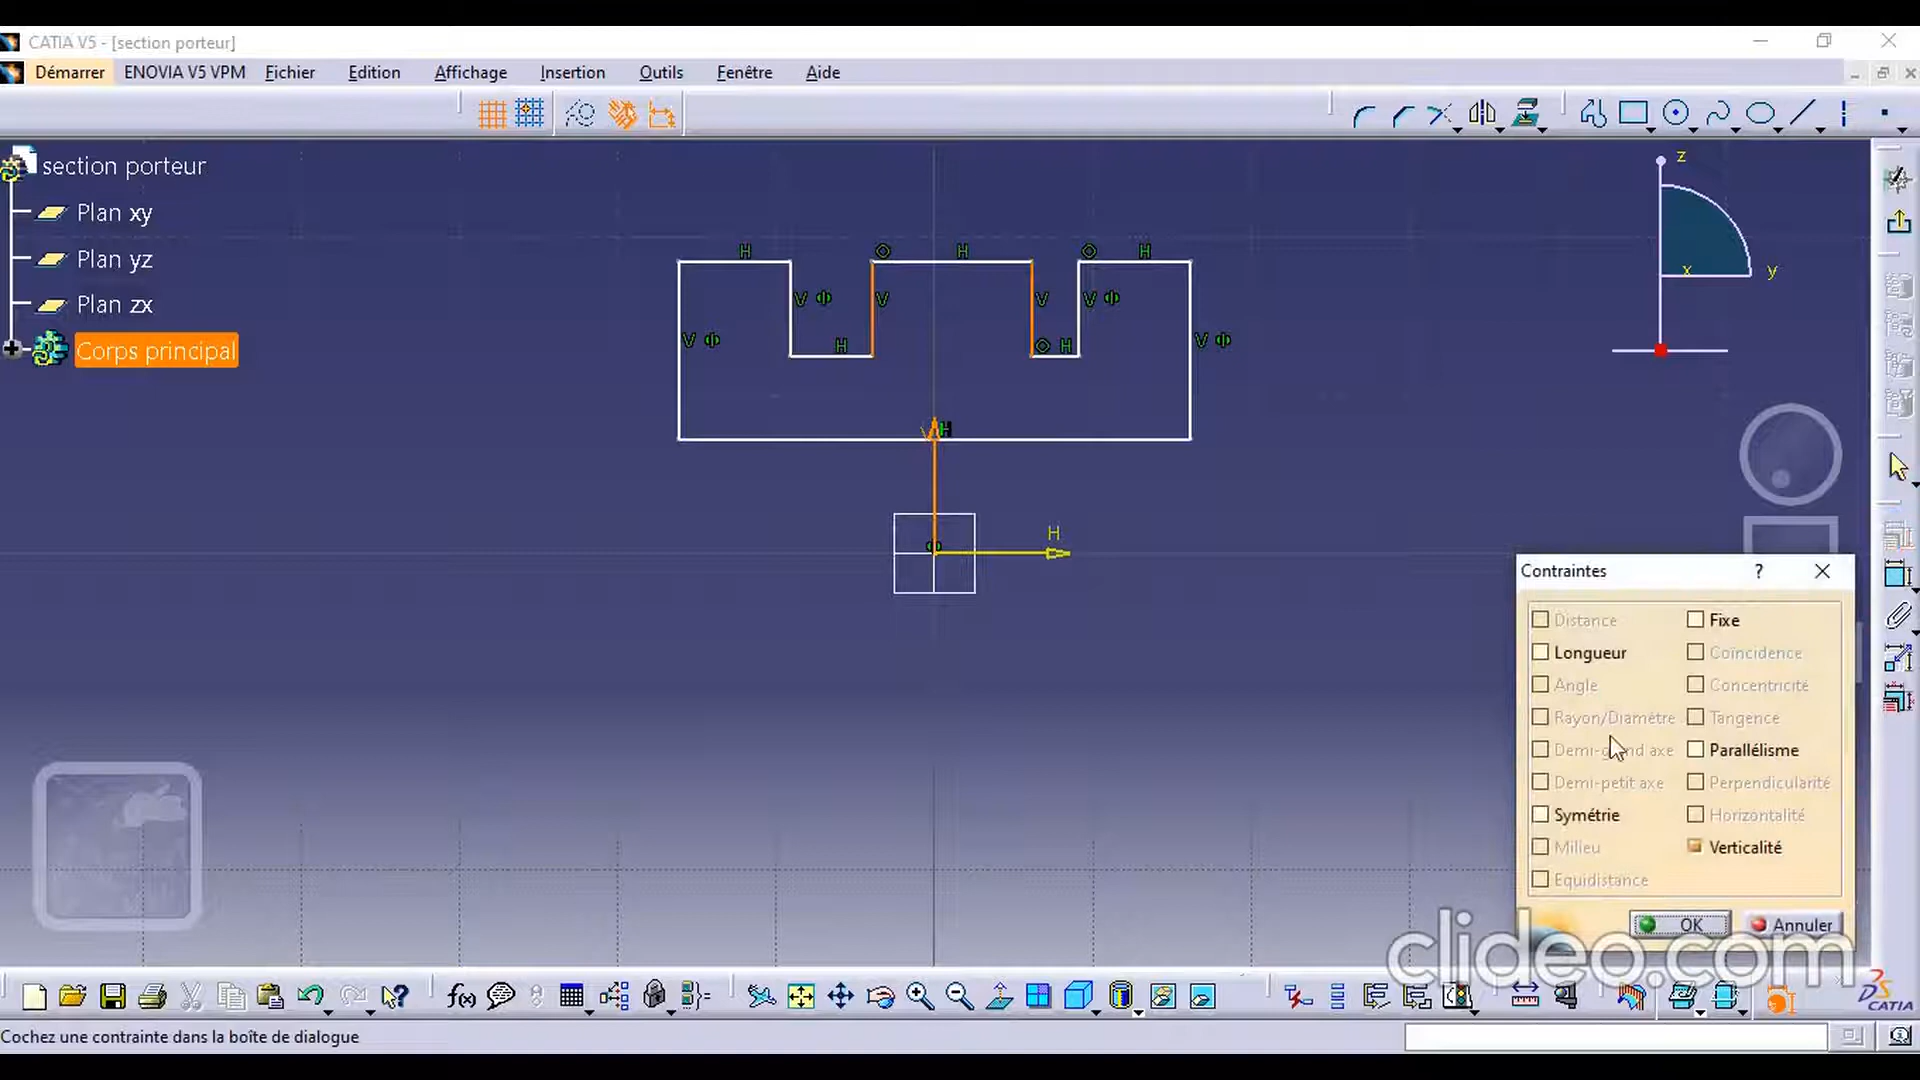 CATIA V5 - [section porteur]
Démarrer ENOVIA V5 VPM Fichier Edition Affichage Insertion Outils Fenêtre Aide
section porteur
Plan xy
Plan yz
Plan zx
Corps principal
z
x
y
H
H
H
V
V
V
V
H
H
V
V
H
V
H
Contraintes ?
Distance Fixe
Longueur Coïncidence
Angle Concentricité
Rayon/Diamètre Tangence
Demi-grand axe Parallélisme
Demi-petit axe Perpendicularité
Symétrie Horizontalité
Milieu Verticalité
Equidistance
OK Annuler
clideo.com
f(x)
CATIA
Cochez une contrainte dans la boîte de dialogue